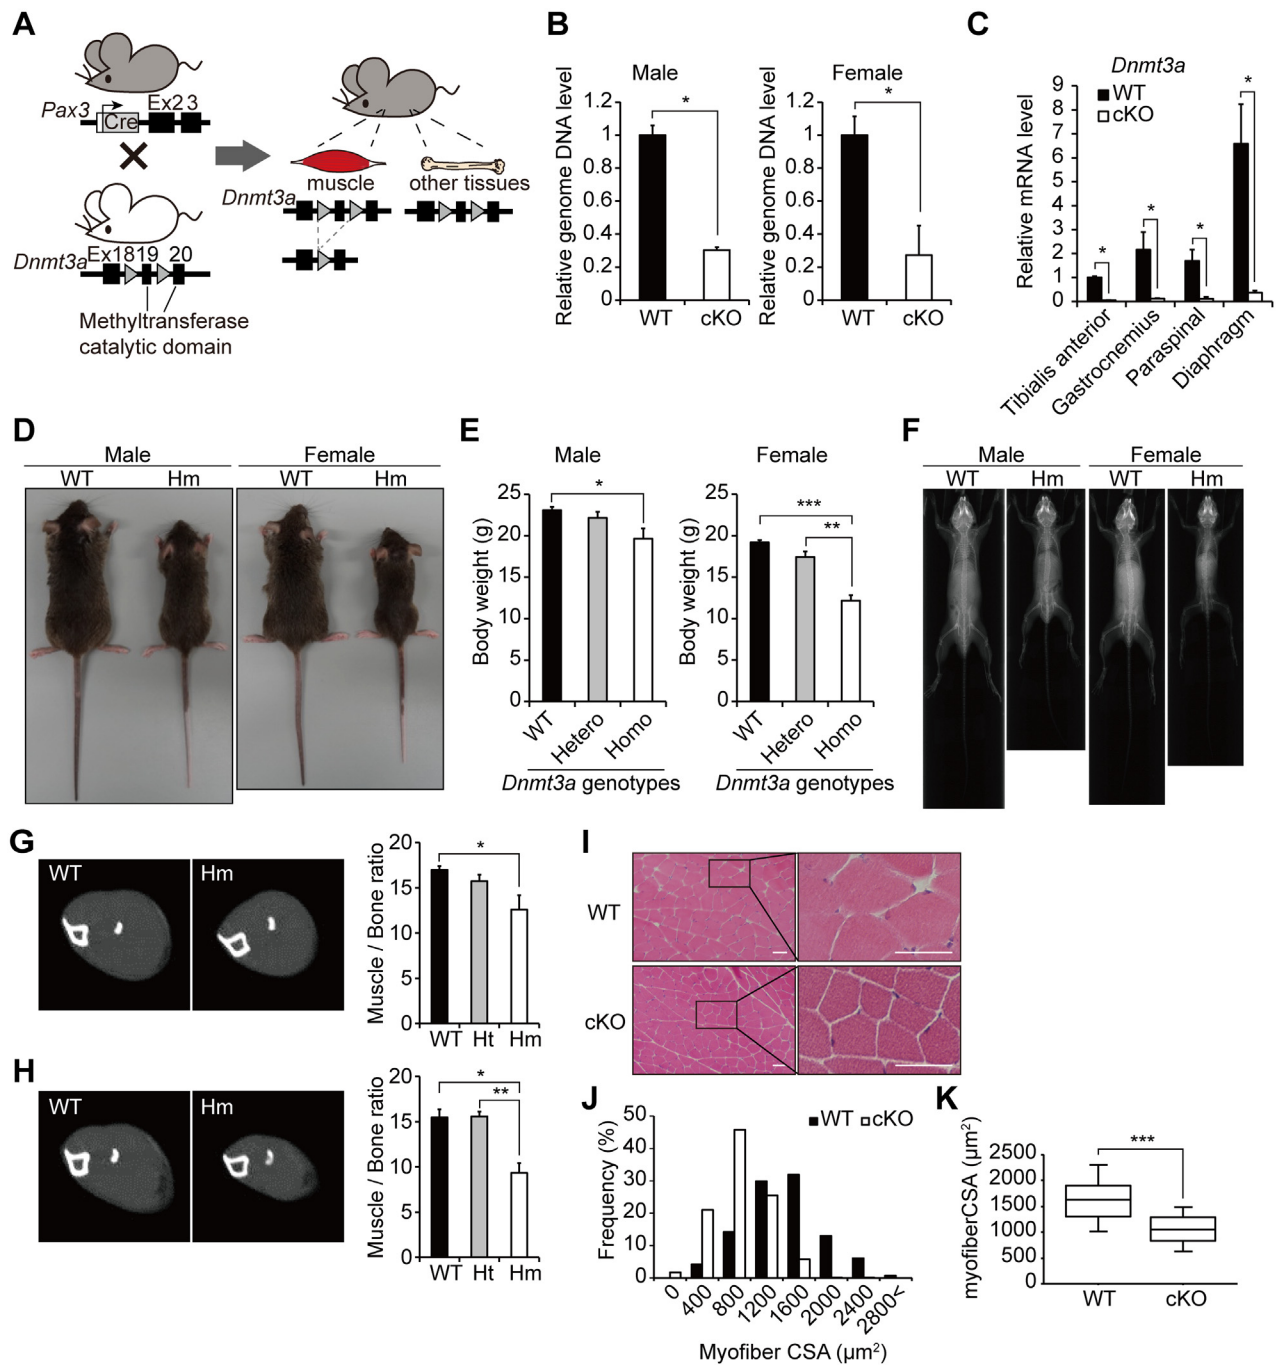 A
Pax3
Ex2 3
Cre
Dnmt3a
Ex1819 20
Methyltransferase
catalytic domain
muscle
other tissues
Dnmt3a
B
Male
Relative genome DNA level
1.2
1
0.8
0.6
0.4
0.2
0
*
WT cKO
Female
Relative genome DNA level
1.2
1
0.8
0.6
0.4
0.2
0
*
WT cKO
C
Dnmt3a
WT
cKO
Relative mRNA level
9
8
7
6
5
4
3
2
1
0
*
*
*
*
Tibialis anterior
Gastrocnemius
Paraspinal
Diaphragm
D
Male
Female
WT Hm
WT Hm
E
Male
Body weight (g)
25
20
15
10
5
0
*
WT
Hetero
Homo
Dnmt3a genotypes
Female
Body weight (g)
25
20
15
10
5
0
***
**
WT
Hetero
Homo
Dnmt3a genotypes
F
Male
Female
WT Hm
WT Hm
G
WT
Hm
Muscle / Bone ratio
20
15
10
5
0
*
WT Ht Hm
H
WT
Hm
Muscle / Bone ratio
20
15
10
5
0
*
**
WT Ht Hm
I
WT
cKO
J
Frequency (%)
50
40
30
20
10
0
WT cKO
0
400
800
1200
1600
2000
2400
2800<
Myofiber CSA (µm²)
K
myofiberCSA (µm²)
2500
2000
1500
1000
500
0
***
WT cKO